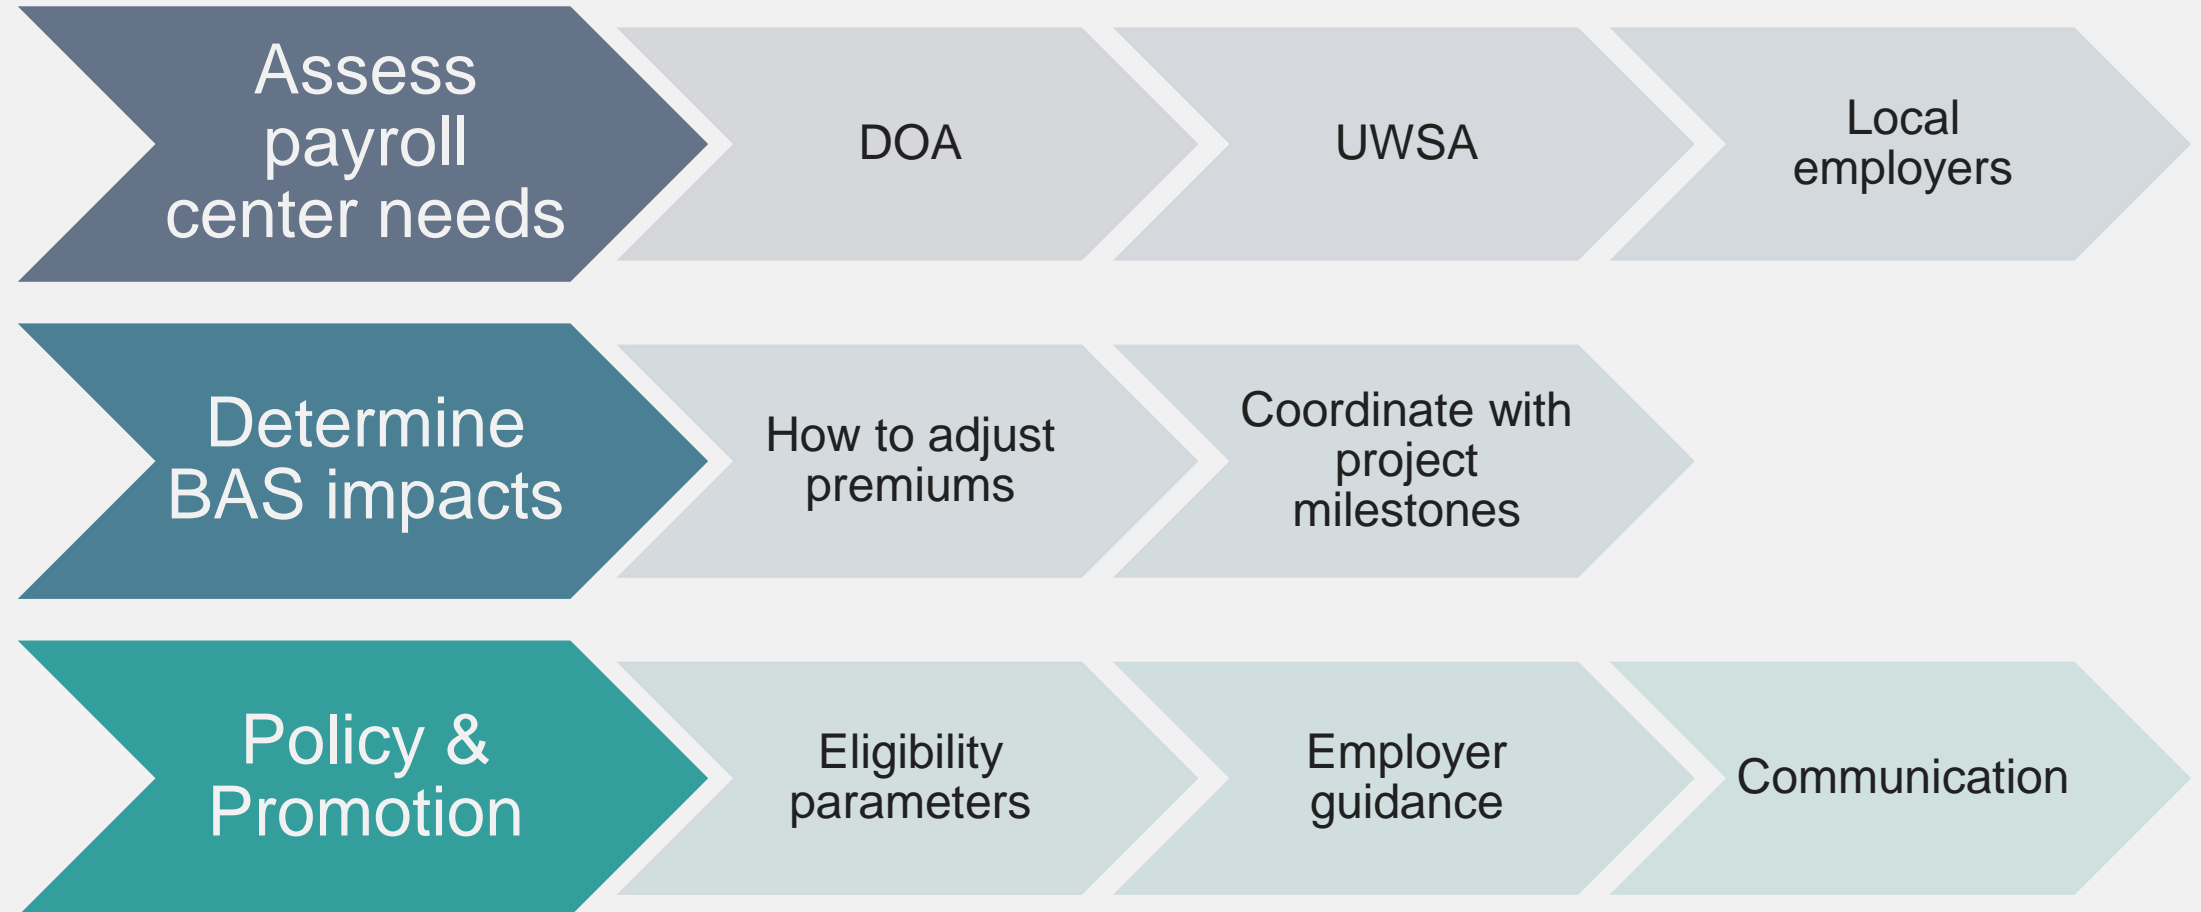 Assess
payroll
center needs
DOA
UWSA
Local
employers
Determine
BAS impacts
How to adjust
premiums
Coordinate with
project
milestones
Policy &
Promotion
Eligibility
parameters
Employer
guidance
Communication